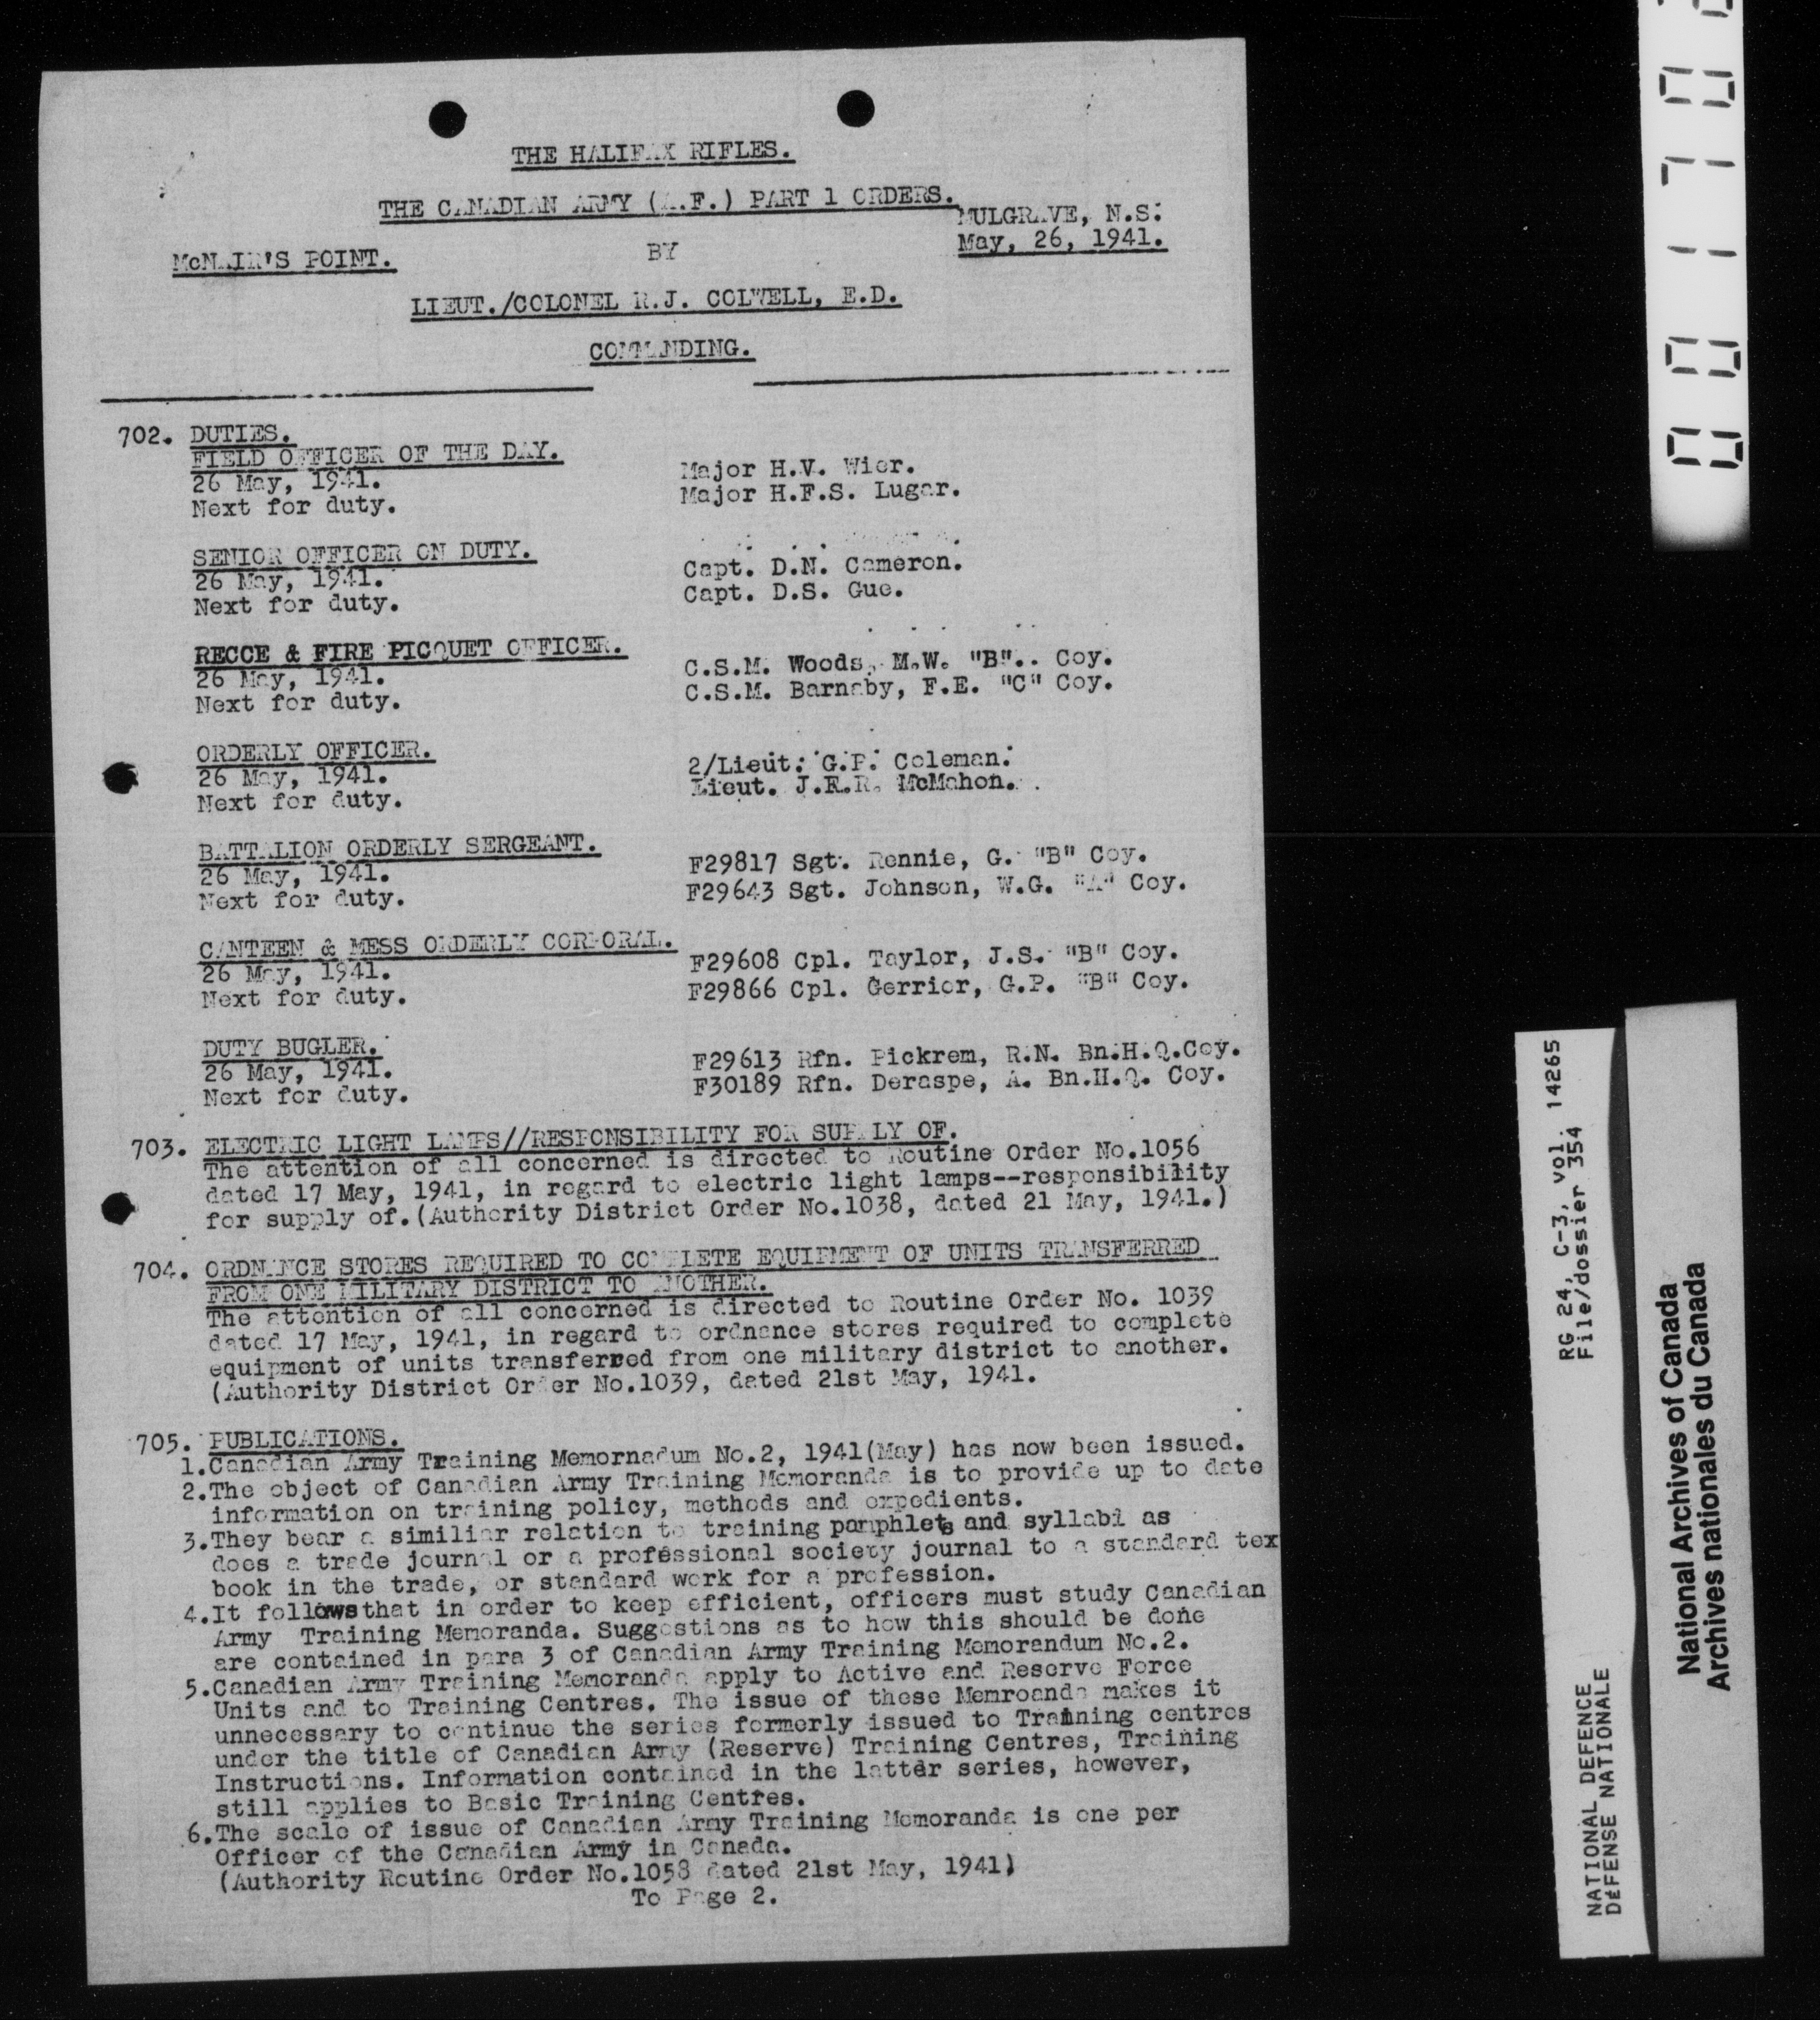 THE HALIFAX RIFLES.
THE CANADIAN ARMY (A.F.) PART 1 ORDERS.
MULGRAVE, N.S.
McNAIR'S POINT.
BY
May, 26, 1941.
LIEUT./COLONEL R.J. COLWELL, E.D.
COMMANDING.
702. DUTIES.
FIELD OFFICER OF THE DAY.
26 May, 1941. Major H.V. Wier.
Next for duty. Major H.F.S. Lugar.
SENIOR OFFICER ON DUTY.
26 May, 1941. Capt. D.N. Cameron.
Next for duty. Capt. D.S. Gue.
RECCE & FIRE PICQUET OFFICER.
26 May, 1941. C.S.M. Woods, M.W. "B".. Coy.
Next for duty. C.S.M. Barnaby, F.E. "C" Coy.
ORDERLY OFFICER.
26 May, 1941. 2/Lieut. G.P. Coleman.
Next for duty. Lieut. J.E.R. McMahon.
BATTALION ORDERLY SERGEANT.
26 May, 1941. F29817 Sgt. Rennie, G. "B" Coy.
Next for duty. F29643 Sgt. Johnson, W.G. "A" Coy.
CANTEEN & MESS ORDERLY CORPORAL.
26 May, 1941. F29608 Cpl. Taylor, J.S. "B" Coy.
Next for duty. F29866 Cpl. Gerrior, G.P. "B" Coy.
DUTY BUGLER.
26 May, 1941. F29613 Rfn. Pickrem, R.N. Bn.H.Q.Coy.
Next for duty. F30189 Rfn. Deraspe, A. Bn.H.Q. Coy.
703. ELECTRIC LIGHT LAMPS//RESPONSIBILITY FOR SUPPLY OF.
The attention of all concerned is directed to Routine Order No.1056
dated 17 May, 1941, in regard to electric light lamps--responsibility
for supply of.(Authority District Order No.1038, dated 21 May, 1941.)
704. ORDNANCE STORES REQUIRED TO COMPLETE EQUIPMENT OF UNITS TRANSFERRED
FROM ONE MILITARY DISTRICT TO ANOTHER.
The attention of all concerned is directed to Routine Order No. 1039
dated 17 May, 1941, in regard to ordnance stores required to complete
equipment of units transferred from one military district to another.
(Authority District Order No.1039, dated 21st May, 1941.
705. PUBLICATIONS.
1.Canadian Army Training Memornadum No.2, 1941(May) has now been issued.
2.The object of Canadian Army Training Memoranda is to provide up to date
information on training policy, methods and expedients.
3.They bear a similiar relation to training pamphlets and syllabi as
does a trade journal or a professional society journal to a standard tex
book in the trade, or standard work for a profession.
4.It follows that in order to keep efficient, officers must study Canadian
Army Training Memoranda. Suggestions as to how this should be done
are contained in para 3 of Canadian Army Training Memorandum No.2.
5.Canadian Army Training Memoranda apply to Active and Reserve Force
Units and to Training Centres. The issue of these Memroanda makes it
unnecessary to continue the series formerly issued to Training centres
under the title of Canadian Army (Reserve) Training Centres, Training
Instructions. Information contained in the latter series, however,
still applies to Basic Training Centres.
6.The scale of issue of Canadian Army Training Memoranda is one per
Officer of the Canadian Army in Canada.
(Authority Routine Order No.1058 dated 21st May, 1941)
To Page 2.
RG 24, C-3, vol. 14265
File/dossier 354
NATIONAL DEFENCE
DÉFENSE NATIONALE
National Archives of Canada
Archives nationales du Canada